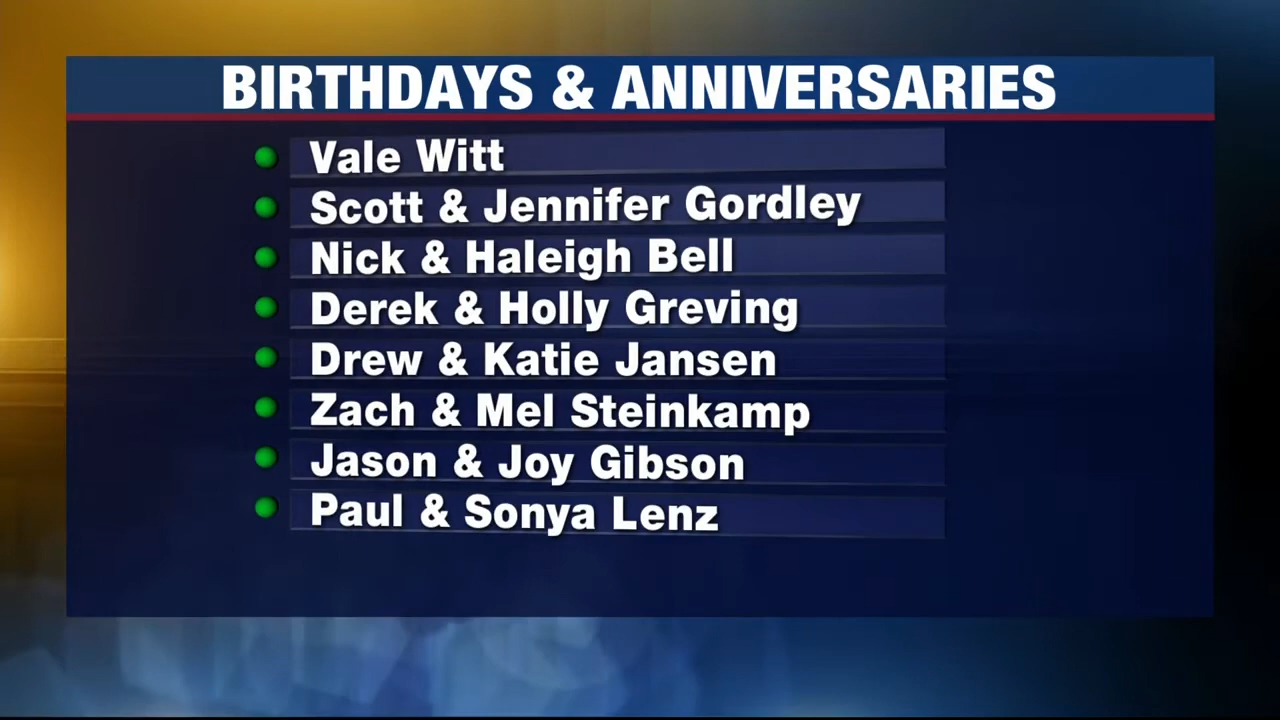 BIRTHDAYS & ANNIVERSARIES
Vale Witt
Scott & Jennifer Gordley
Nick & Haleigh Bell
Derek & Holly Greving
Drew & Katie Jansen
Zach & Mel Steinkamp
Jason & Joy Gibson
Paul & Sonya Lenz